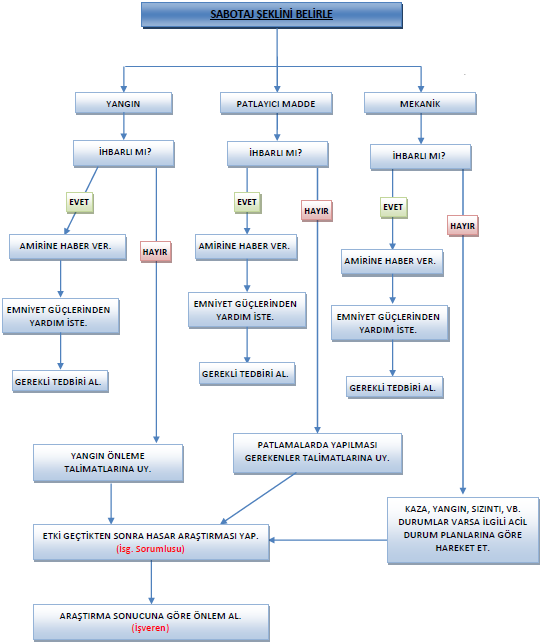 SABOTAJ ŞEKLİNİ BELİRLE
YANGIN
PATLAYICI MADDE
MEKANİK
İHBARLI MI?
İHBARLI MI?
İHBARLI MI?
EVET
EVET
EVET
HAYIR
HAYIR
HAYIR
AMİRİNE HABER VER.
AMİRİNE HABER VER.
AMİRİNE HABER VER.
EMNİYET GÜÇLERİNDEN
YARDIM İSTE.
EMNİYET GÜÇLERİNDEN
YARDIM İSTE.
EMNİYET GÜÇLERİNDEN
YARDIM İSTE.
GEREKLİ TEDBİRİ AL.
GEREKLİ TEDBİRİ AL.
GEREKLİ TEDBİRİ AL.
YANGIN ÖNLEME
TALİMATLARINA UY.
PATLAMALARDA YAPILMASI
GEREKENLER TALİMATLARINA UY.
KAZA, YANGIN, SIZINTI, VB.
DURUMLAR VARSA İLGİLİ ACİL
DURUM PLANLARINA GÖRE
HAREKET ET.
ETKİ GEÇTİKTEN SONRA HASAR ARAŞTIRMASI YAP.
(İsg. Sorumlusu)
ARAŞTIRMA SONUCUNA GÖRE ÖNLEM AL.
(İşveren)